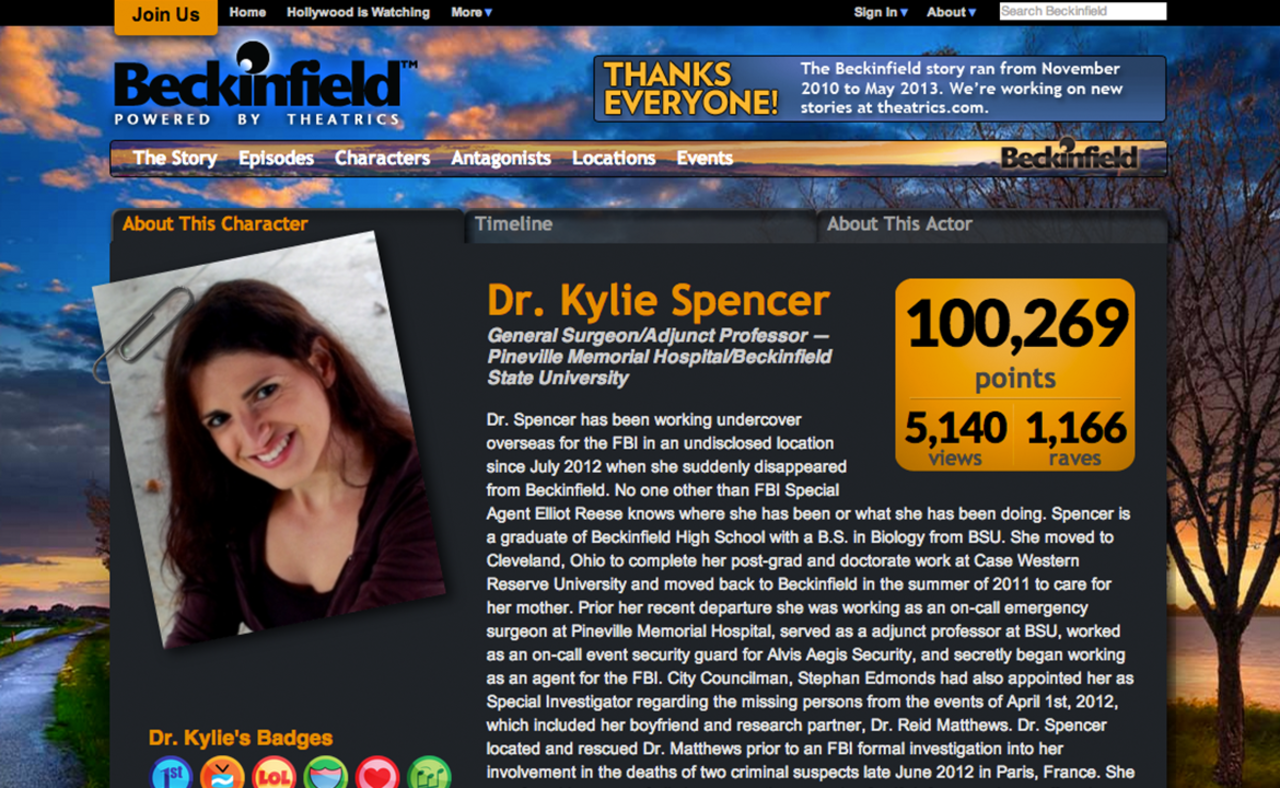 Join Us
Home
Hollywood is Watching
More
Sign In
About
Search Beckinfield
Beckinfield™
POWERED BY THEATRICS
THANKS
EVERYONE!
The Beckinfield story ran from November
2010 to May 2013. We're working on new
stories at theatrics.com.
The Story
Episodes
Characters
Antagonists
Locations
Events
Beckinfield
About This Character
Timeline
About This Actor
Dr. Kylie Spencer
General Surgeon/Adjunct Professor —
Pineville Memorial Hospital/Beckinfield
State University
100,269
points
5,140
views
1,166
raves
Dr. Spencer has been working undercover
overseas for the FBI in an undisclosed location
since July 2012 when she suddenly disappeared
from Beckinfield. No one other than FBI Special
Agent Elliot Reese knows where she has been or what she has been doing. Spencer is
a graduate of Beckinfield High School with a B.S. in Biology from BSU. She moved to
Cleveland, Ohio to complete her post-grad and doctorate work at Case Western
Reserve University and moved back to Beckinfield in the summer of 2011 to care for
her mother. Prior her recent departure she was working as an on-call emergency
surgeon at Pineville Memorial Hospital, served as a adjunct professor at BSU, worked
as an on-call event security guard for Alvis Aegis Security, and secretly began working
as an agent for the FBI. City Councilman, Stephan Edmonds had also appointed her as
Special Investigator regarding the missing persons from the events of April 1st, 2012,
which included her boyfriend and research partner, Dr. Reid Matthews. Dr. Spencer
located and rescued Dr. Matthews prior to an FBI formal investigation into her
involvement in the deaths of two criminal suspects late June 2012 in Paris, France. She
Dr. Kylie's Badges
1st
LOL